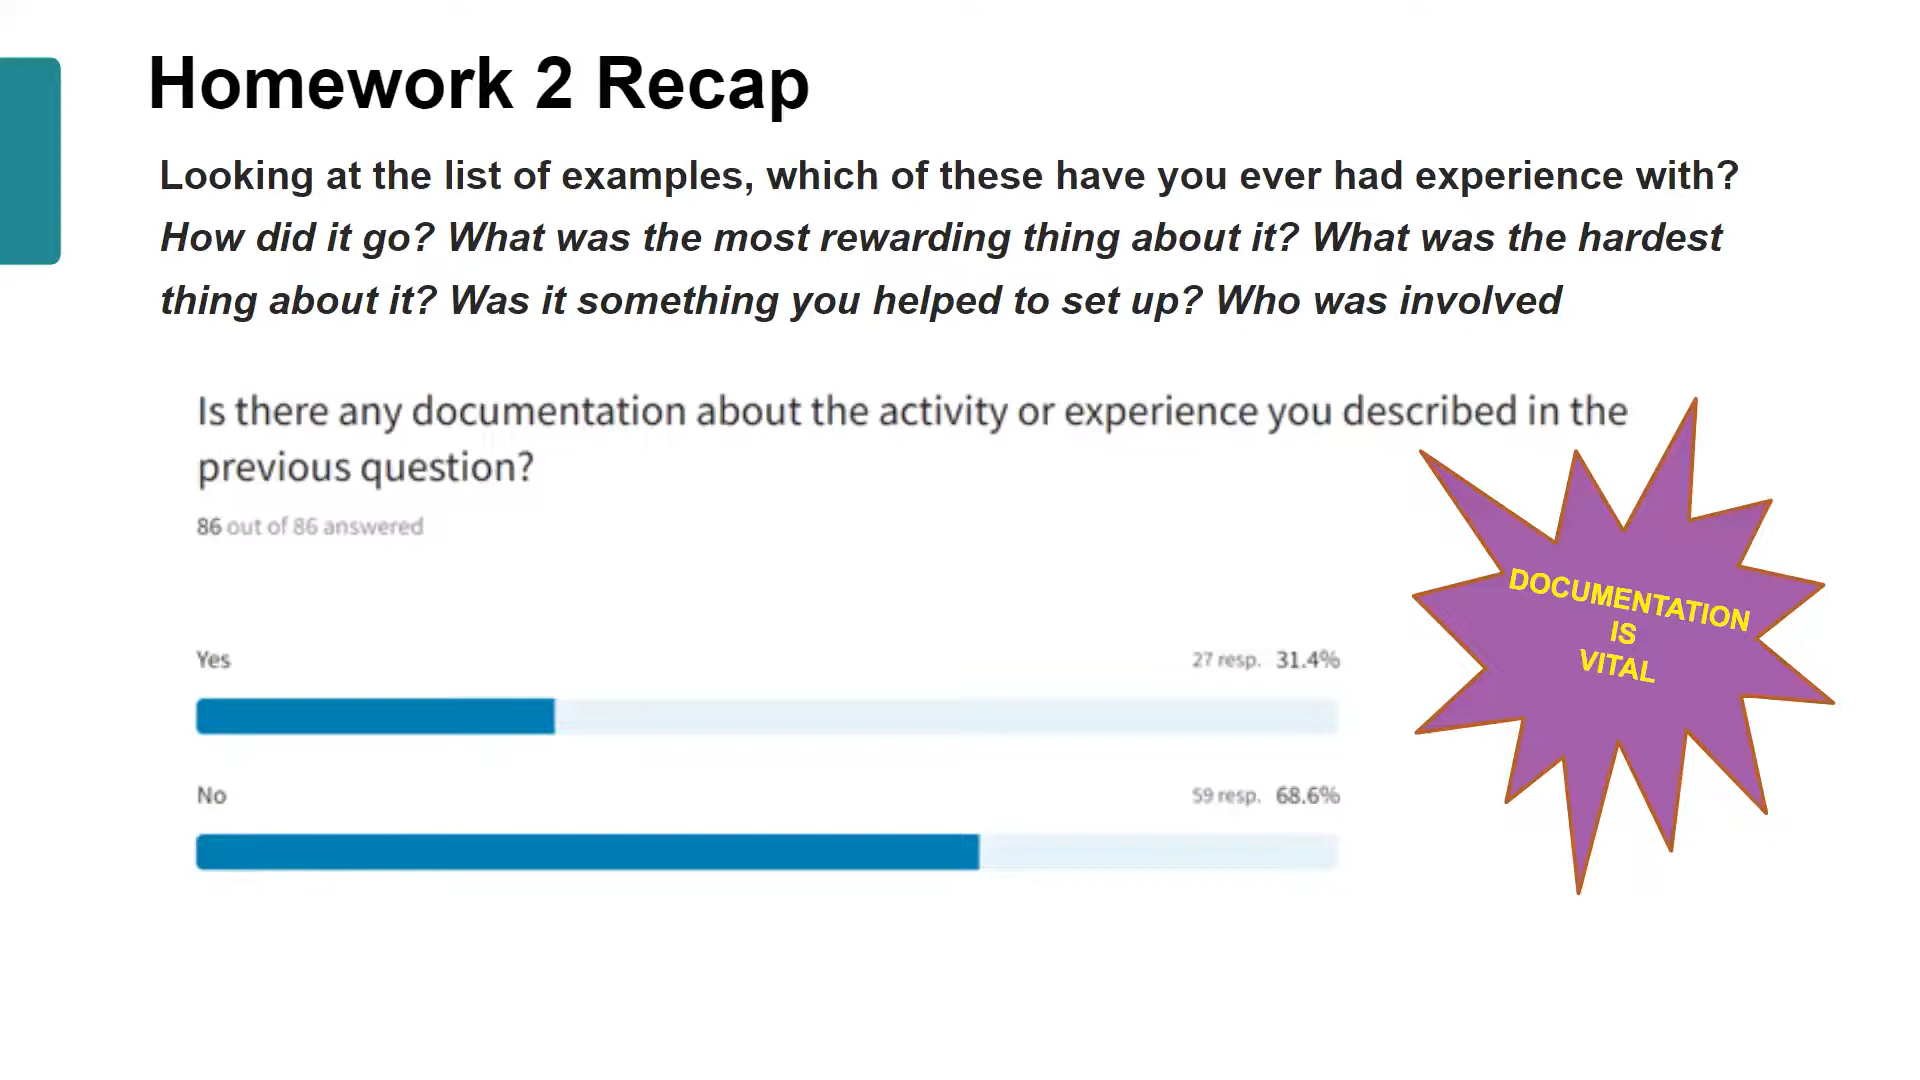 Homework 2 Recap
Looking at the list of examples, which of these have you ever had experience with?
How did it go? What was the most rewarding thing about it? What was the hardest
thing about it? Was it something you helped to set up? Who was involved
Is there any documentation about the activity or experience you described in the
previous question?
86 out of 86 answered
Yes 27 resp. 31.4%
No 59 resp. 68.6%
DOCUMENTATION
IS
VITAL